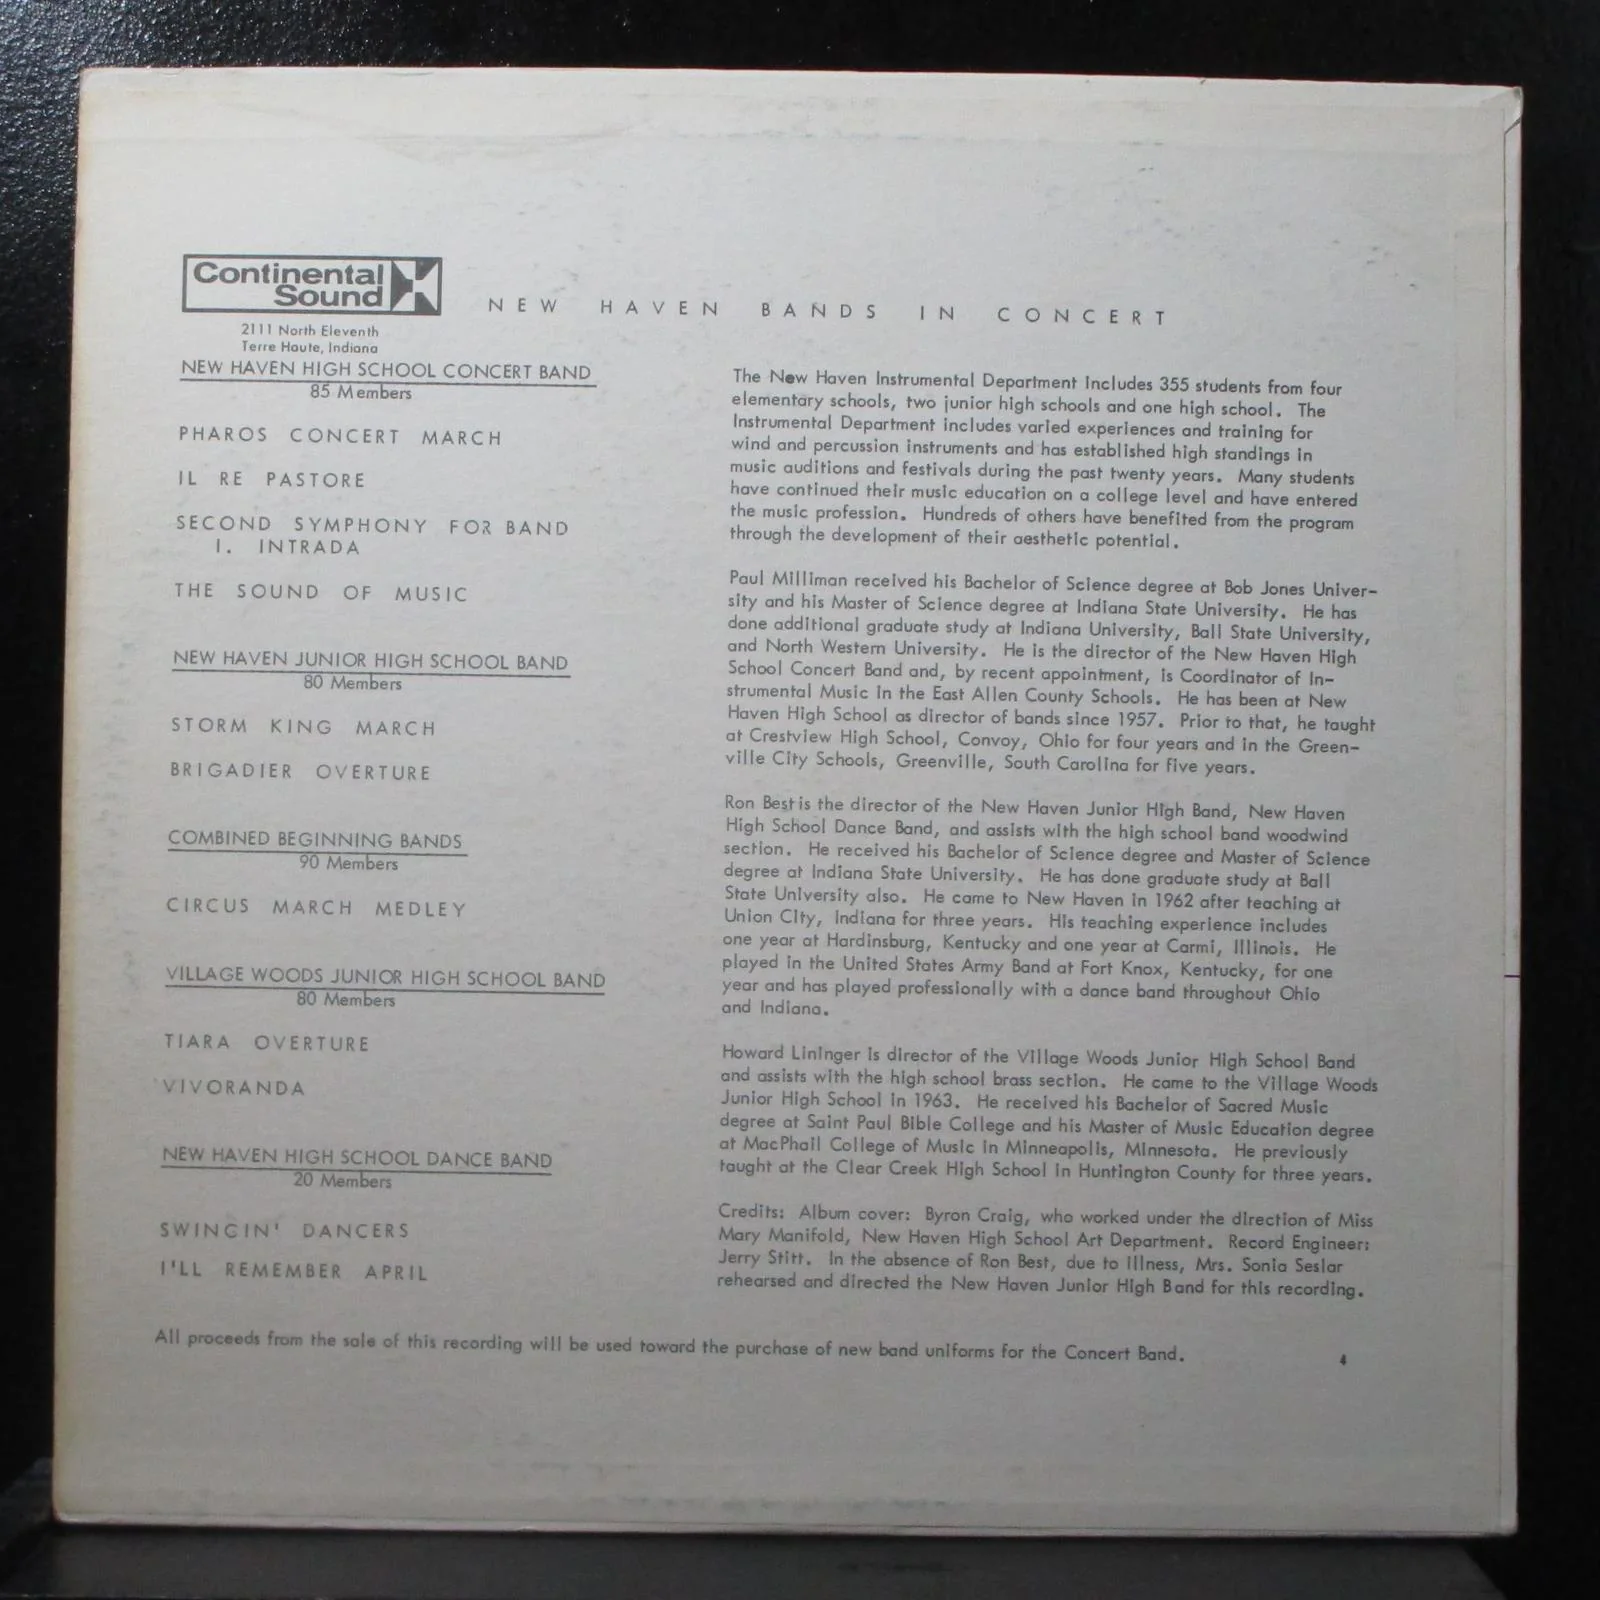 Continental
Sound
2111 North Eleventh
Terre Haute, Indiana
NEW HAVEN BANDS IN CONCERT
NEW HAVEN HIGH SCHOOL CONCERT BAND
85 Members
PHAROS CONCERT MARCH
IL RE PASTORE
SECOND SYMPHONY FOR BAND
I. INTRADA
THE SOUND OF MUSIC
NEW HAVEN JUNIOR HIGH SCHOOL BAND
80 Members
STORM KING MARCH
BRIGADIER OVERTURE
COMBINED BEGINNING BANDS
90 Members
CIRCUS MARCH MEDLEY
VILLAGE WOODS JUNIOR HIGH SCHOOL BAND
80 Members
TIARA OVERTURE
VIVORANDA
NEW HAVEN HIGH SCHOOL DANCE BAND
20 Members
SWINGIN' DANCERS
I'LL REMEMBER APRIL
The New Haven Instrumental Department includes 355 students from four
elementary schools, two junior high schools and one high school. The
Instrumental Department includes varied experiences and training for
wind and percussion instruments and has established high standings in
music auditions and festivals during the past twenty years. Many students
have continued their music education on a college level and have entered
the music profession. Hundreds of others have benefited from the program
through the development of their aesthetic potential.
Paul Milliman received his Bachelor of Science degree at Bob Jones Univer-
sity and his Master of Science degree at Indiana State University. He has
done additional graduate study at Indiana University, Ball State University,
and North Western University. He is the director of the New Haven High
School Concert Band and, by recent appointment, is Coordinator of In-
strumental Music in the East Allen County Schools. He has been at New
Haven High School as director of bands since 1957. Prior to that, he taught
at Crestview High School, Convoy, Ohio for four years and in the Green-
ville City Schools, Greenville, South Carolina for five years.
Ron Best is the director of the New Haven Junior High Band, New Haven
High School Dance Band, and assists with the high school band woodwind
section. He received his Bachelor of Science degree and Master of Science
degree at Indiana State University. He has done graduate study at Ball
State University also. He came to New Haven in 1962 after teaching at
Union City, Indiana for three years. His teaching experience includes
one year at Hardinsburg, Kentucky and one year at Carmi, Illinois. He
played in the United States Army Band at Fort Knox, Kentucky, for one
year and has played professionally with a dance band throughout Ohio
and Indiana.
Howard Lininger is director of the Village Woods Junior High School Band
and assists with the high school brass section. He came to the Village Woods
Junior High School in 1963. He received his Bachelor of Sacred Music
degree at Saint Paul Bible College and his Master of Music Education degree
at MacPhail College of Music in Minneapolis, Minnesota. He previously
taught at the Clear Creek High School in Huntington County for three years.
Credits: Album cover: Byron Craig, who worked under the direction of Miss
Mary Manifold, New Haven High School Art Department. Record Engineer:
Jerry Stitt. In the absence of Ron Best, due to illness, Mrs. Sonia Seslar
rehearsed and directed the New Haven Junior High Band for this recording.
All proceeds from the sale of this recording will be used toward the purchase of new band uniforms for the Concert Band.
4